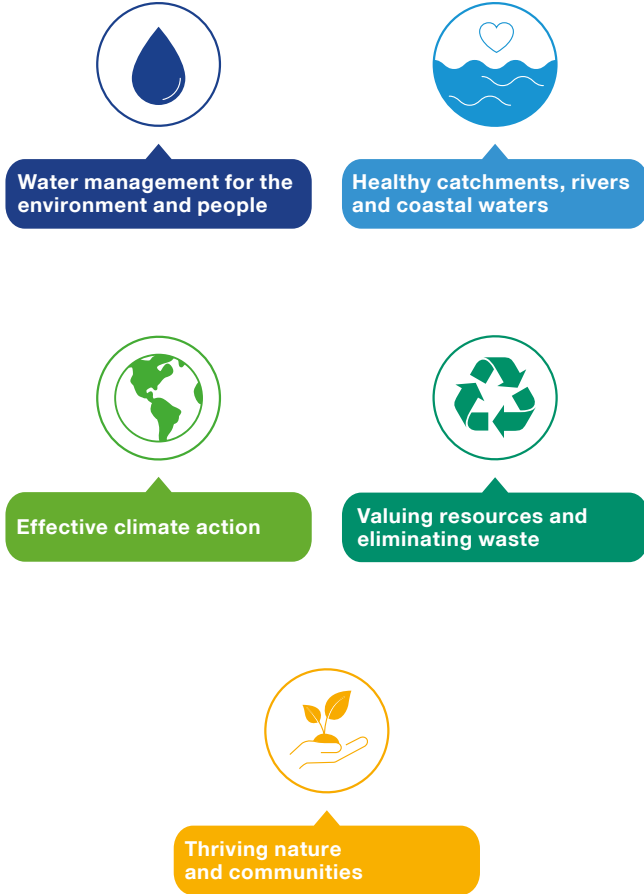 Water management for the
environment and people
Healthy catchments, rivers
and coastal waters
Effective climate action
Valuing resources and
eliminating waste
Thriving nature
and communities